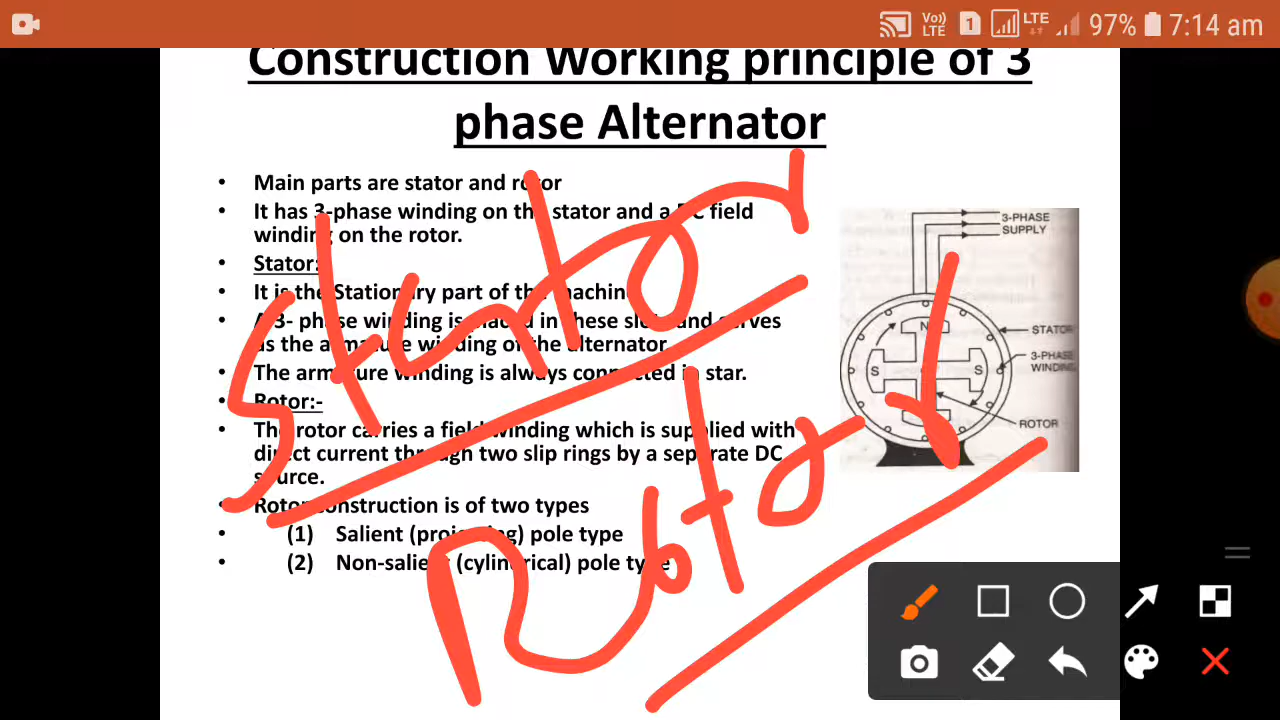 Vo)) LTE 1 LTE 97% 7:14 am
Construction Working principle of 3
phase Alternator
• Main parts are stator and rotor
• It has 3-phase winding on the stator and a DC field
winding on the rotor.
• Stator:
• It is the Stationary part of the machine
• A 3- phase winding is placed in these slots and serves
as the armature winding of the alternator
• The armature winding is always connected in star.
• Rotor:-
• The rotor carries a field winding which is supplied with
direct current through two slip rings by a separate DC
source.
• Rotor construction is of two types
• (1) Salient (projecting) pole type
• (2) Non-salient (cylindrical) pole type
3-PHASE
SUPPLY
N
STATOR
3-PHASE
WINDING
S
S
ROTOR
Stator
Rotor